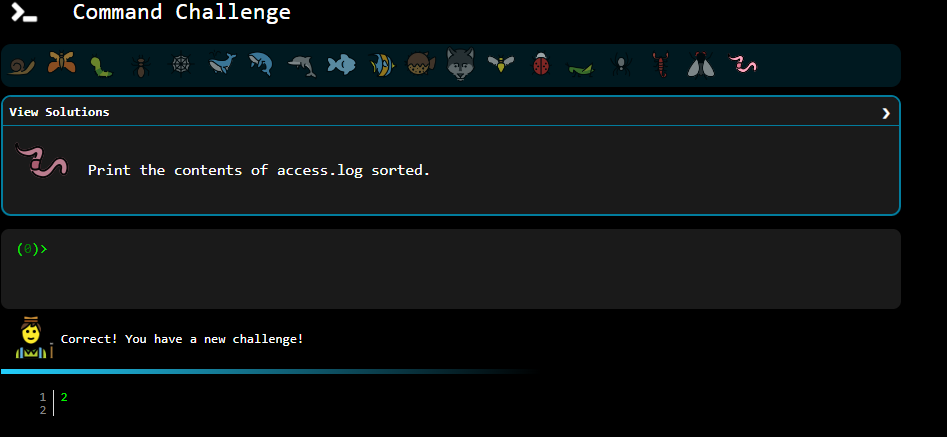 Command Challenge
View Solutions
Print the contents of access.log sorted.
(0)>
Correct! You have a new challenge!
1 2
2